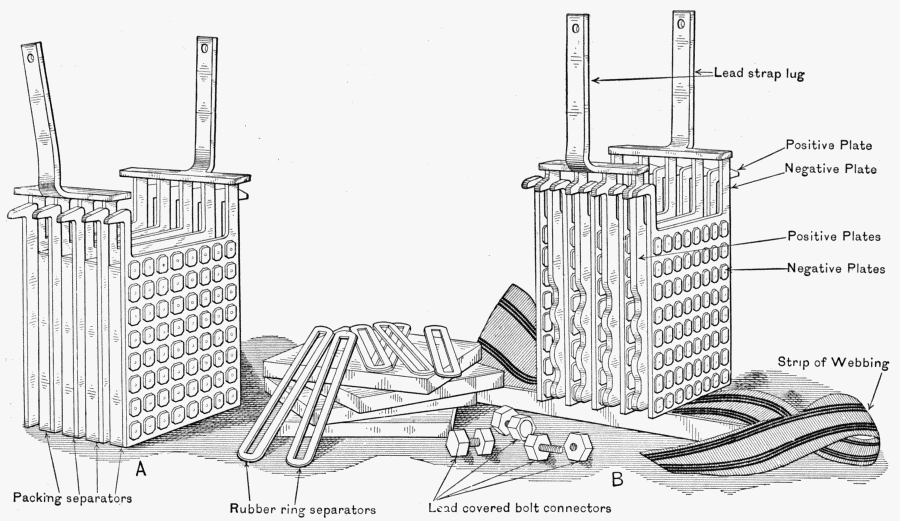 Lead strap lug
Positive Plate
Negative Plate
Positive Plates
Negative Plates
Strip of Webbing
A
B
Packing separators
Rubber ring separators
Lead covered bolt connectors